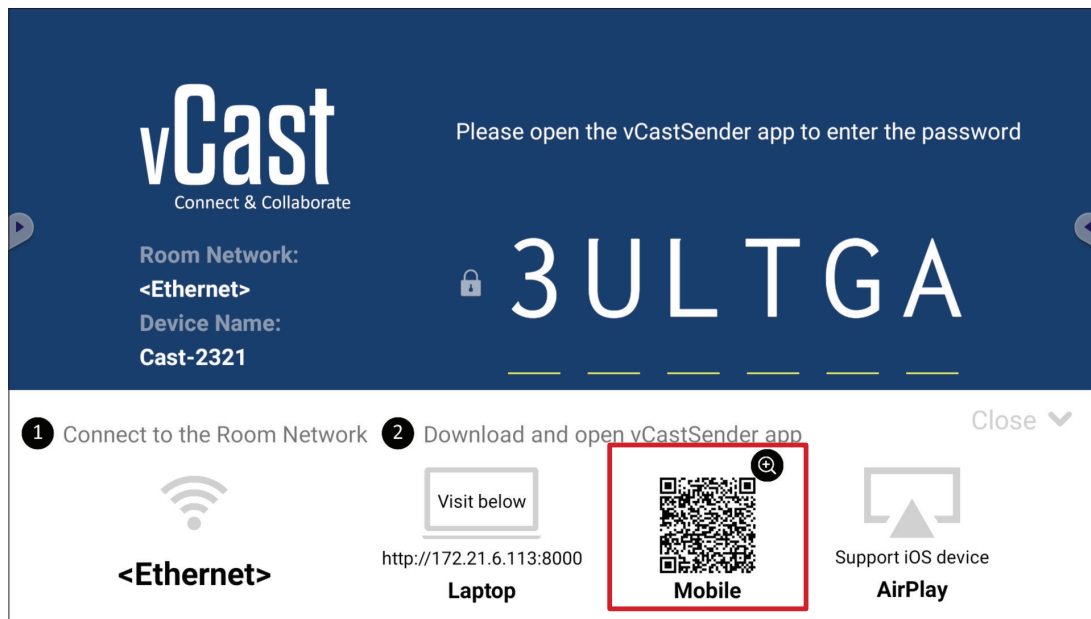 vCast
Connect & Collaborate
Please open the vCastSender app to enter the password
Room Network:
<Ethernet>
Device Name:
Cast-2321
3ULTGA
Close
1 Connect to the Room Network
2 Download and open vCastSender app
<Ethernet>
Visit below
http://172.21.6.113:8000
Laptop
Mobile
Support iOS device
AirPlay